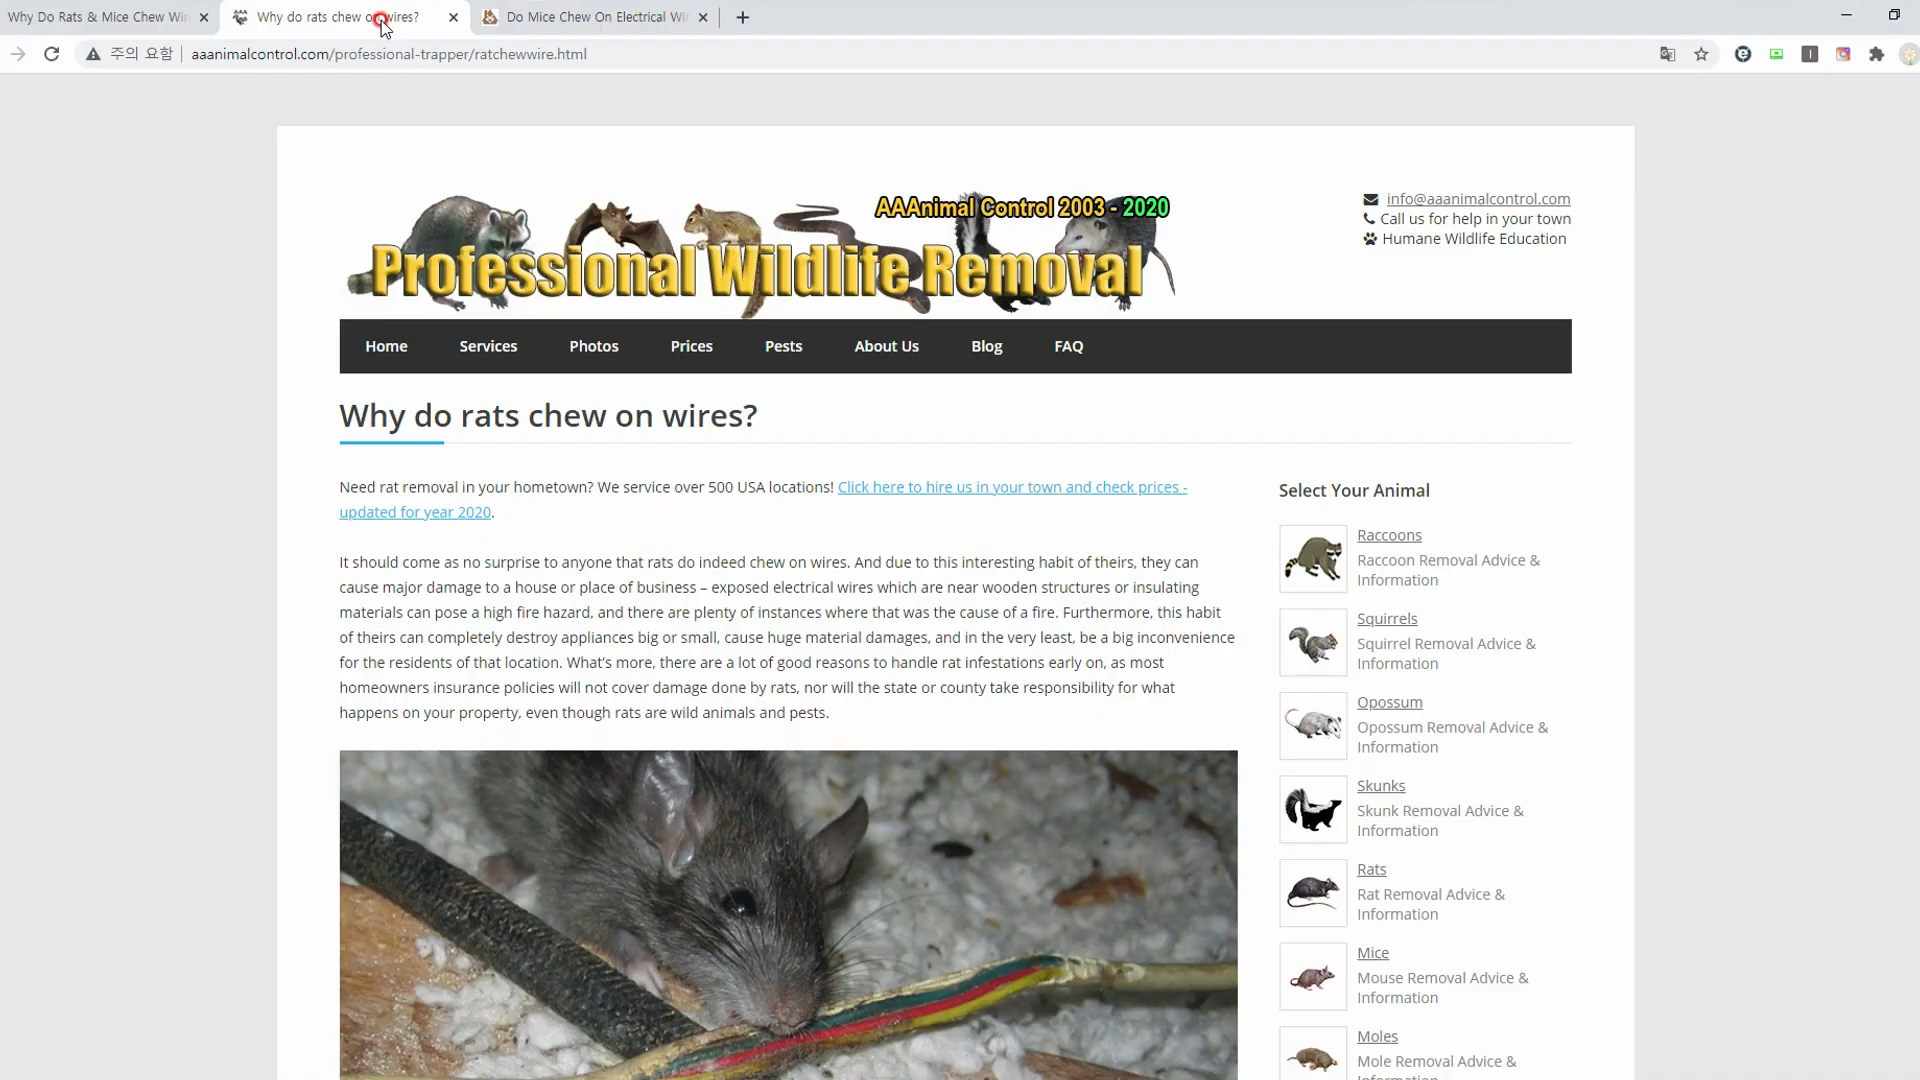 Why Do Rats & Mice Chew Wir
Why do rats chew on wires?
Do Mice Chew On Electrical Wi
주의 요함
aaanimalcontrol.com/professional-trapper/ratchewwire.html
AAAnimal Control 2003 - 2020
Professional Wildlife Removal
info@aaanimalcontrol.com
Call us for help in your town
Humane Wildlife Education
Home
Services
Photos
Prices
Pests
About Us
Blog
FAQ
Why do rats chew on wires?
Need rat removal in your hometown? We service over 500 USA locations! Click here to hire us in your town and check prices -
updated for year 2020.
It should come as no surprise to anyone that rats do indeed chew on wires. And due to this interesting habit of theirs, they can
cause major damage to a house or place of business – exposed electrical wires which are near wooden structures or insulating
materials can pose a high fire hazard, and there are plenty of instances where that was the cause of a fire. Furthermore, this habit
of theirs can completely destroy appliances big or small, cause huge material damages, and in the very least, be a big inconvenience
for the residents of that location. What's more, there are a lot of good reasons to handle rat infestations early on, as most
homeowners insurance policies will not cover damage done by rats, nor will the state or county take responsibility for what
happens on your property, even though rats are wild animals and pests.
Select Your Animal
Raccoons
Raccoon Removal Advice &
Information
Squirrels
Squirrel Removal Advice &
Information
Opossum
Opossum Removal Advice &
Information
Skunks
Skunk Removal Advice &
Information
Rats
Rat Removal Advice &
Information
Mice
Mouse Removal Advice &
Information
Moles
Mole Removal Advice &